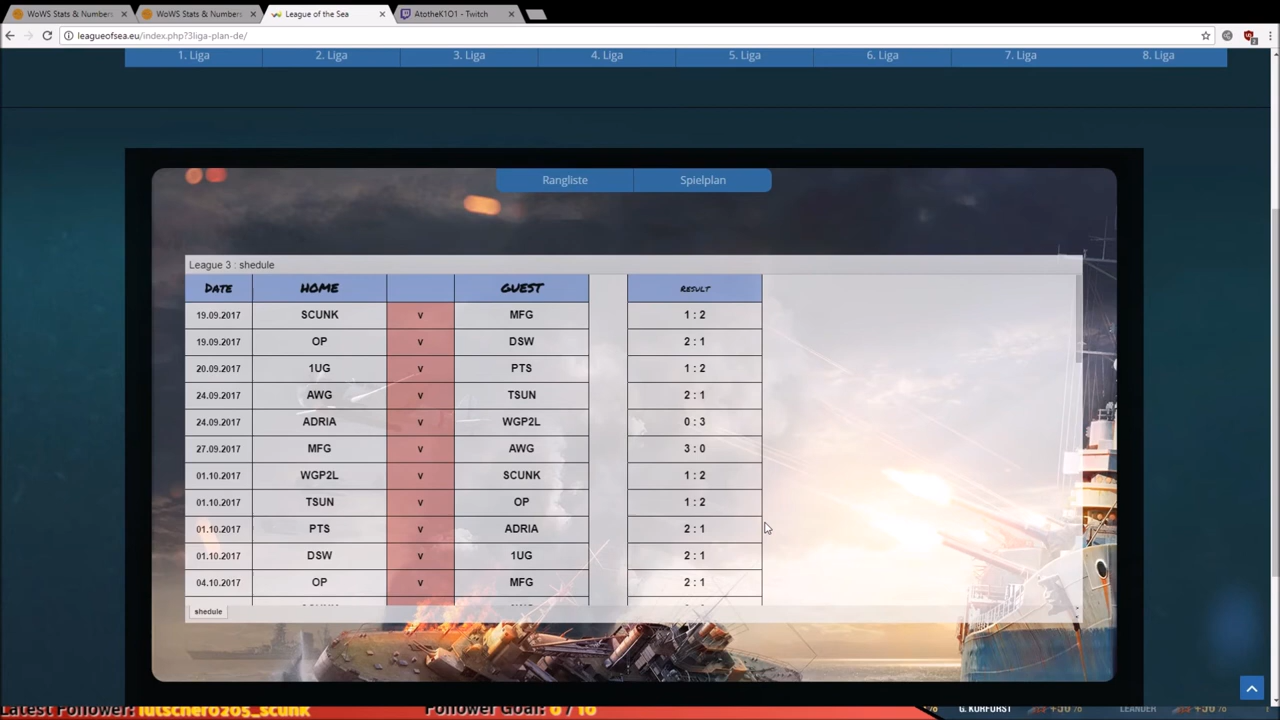 WoWS Stats & Numbers
WoWS Stats & Numbers
League of the Sea
AtotheK1O1 - Twitch
leagueofsea.eu/index.php?3liga-plan-de/
2
1. Liga 2. Liga 3. Liga 4. Liga 5. Liga 6. Liga 7. Liga 8. Liga
Rangliste Spielplan
League 3 : shedule
DATE HOME GUEST RESULT
19.09.2017 SCUNK v MFG 1 : 2
19.09.2017 OP v DSW 2 : 1
20.09.2017 1UG v PTS 1 : 2
24.09.2017 AWG v TSUN 2 : 1
24.09.2017 ADRIA v WGP2L 0 : 3
27.09.2017 MFG v AWG 3 : 0
01.10.2017 WGP2L v SCUNK 1 : 2
01.10.2017 TSUN v OP 1 : 2
01.10.2017 PTS v ADRIA 2 : 1
01.10.2017 DSW v 1UG 2 : 1
04.10.2017 OP v MFG 2 : 1
shedule
Latest Follower: lutscher0205_scunk Follower Goal: 6 / 10 G. KURFÜRST LEANDER